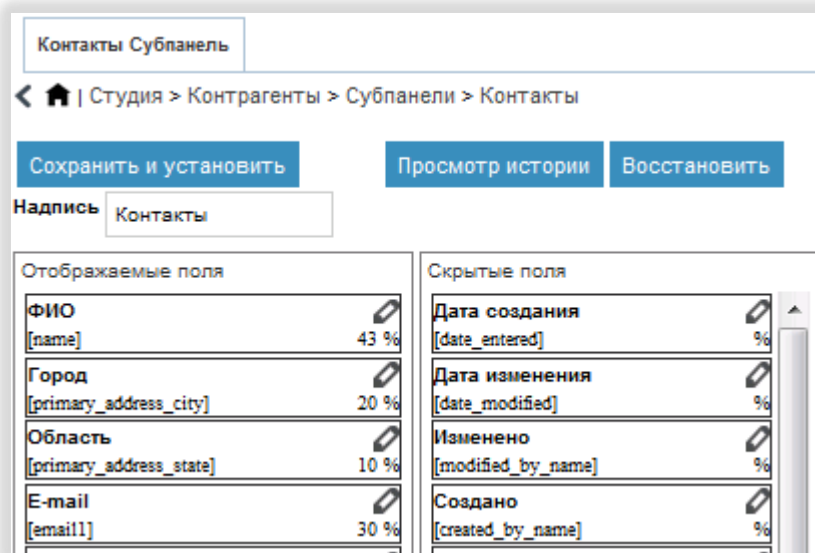 Контакты Субпанель
| Студия > Контрагенты > Субпанели > Контакты
Сохранить и установить Просмотр истории Восстановить
Надпись Контакты
Отображаемые поля Скрытые поля
ФИО Дата создания
[name] 43 % [date_entered] %
Город Дата изменения
[primary_address_city] 20 % [date_modified] %
Область Изменено
[primary_address_state] 10 % [modified_by_name] %
E-mail Создано
[email1] 30 % [created_by_name] %